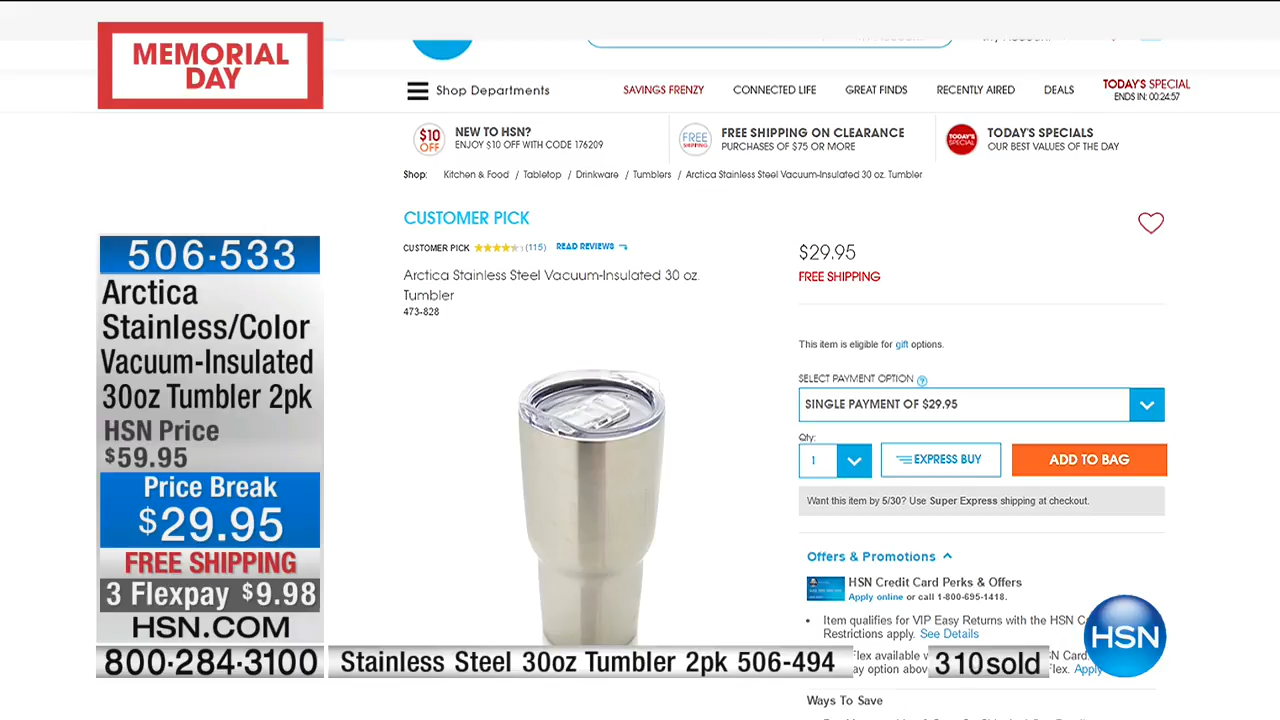 MEMORIAL
DAY
Shop Departments
SAVINGS FRENZY
CONNECTED LIFE
GREAT FINDS
RECENTLY AIRED
DEALS
TODAY'S SPECIAL
ENDS IN: 00:24:57
$10
OFF
NEW TO HSN?
ENJOY $10 OFF WITH CODE 176209
FREE
SHIPPING
FREE SHIPPING ON CLEARANCE
PURCHASES OF $75 OR MORE
TODAY'S
SPECIAL
TODAY'S SPECIALS
OUR BEST VALUES OF THE DAY
Shop: Kitchen & Food / Tabletop / Drinkware / Tumblers / Arctica Stainless Steel Vacuum-Insulated 30 oz. Tumbler
CUSTOMER PICK
CUSTOMER PICK (115) READ REVIEWS
Arctica Stainless Steel Vacuum-Insulated 30 oz.
Tumbler
473-828
$29.95
FREE SHIPPING
This item is eligible for gift options.
SELECT PAYMENT OPTION ?
SINGLE PAYMENT OF $29.95
Qty:
1
EXPRESS BUY
ADD TO BAG
Want this item by 5/30? Use Super Express shipping at checkout.
Offers & Promotions
HSN Credit Card Perks & Offers
Apply online or call 1-800-695-1418.
• Item qualifies for VIP Easy Returns with the HSN C
Restrictions apply. See Details
lex available
N Card.
ay option abov
lex. Apply
Ways To Save
506-533
Arctica
Stainless/Color
Vacuum-Insulated
30oz Tumbler 2pk
HSN Price
$59.95
Price Break
$29.95
FREE SHIPPING
3 Flexpay $9.98
HSN.COM
800-284-3100
Stainless Steel 30oz Tumbler 2pk 506-494
310sold
HSN